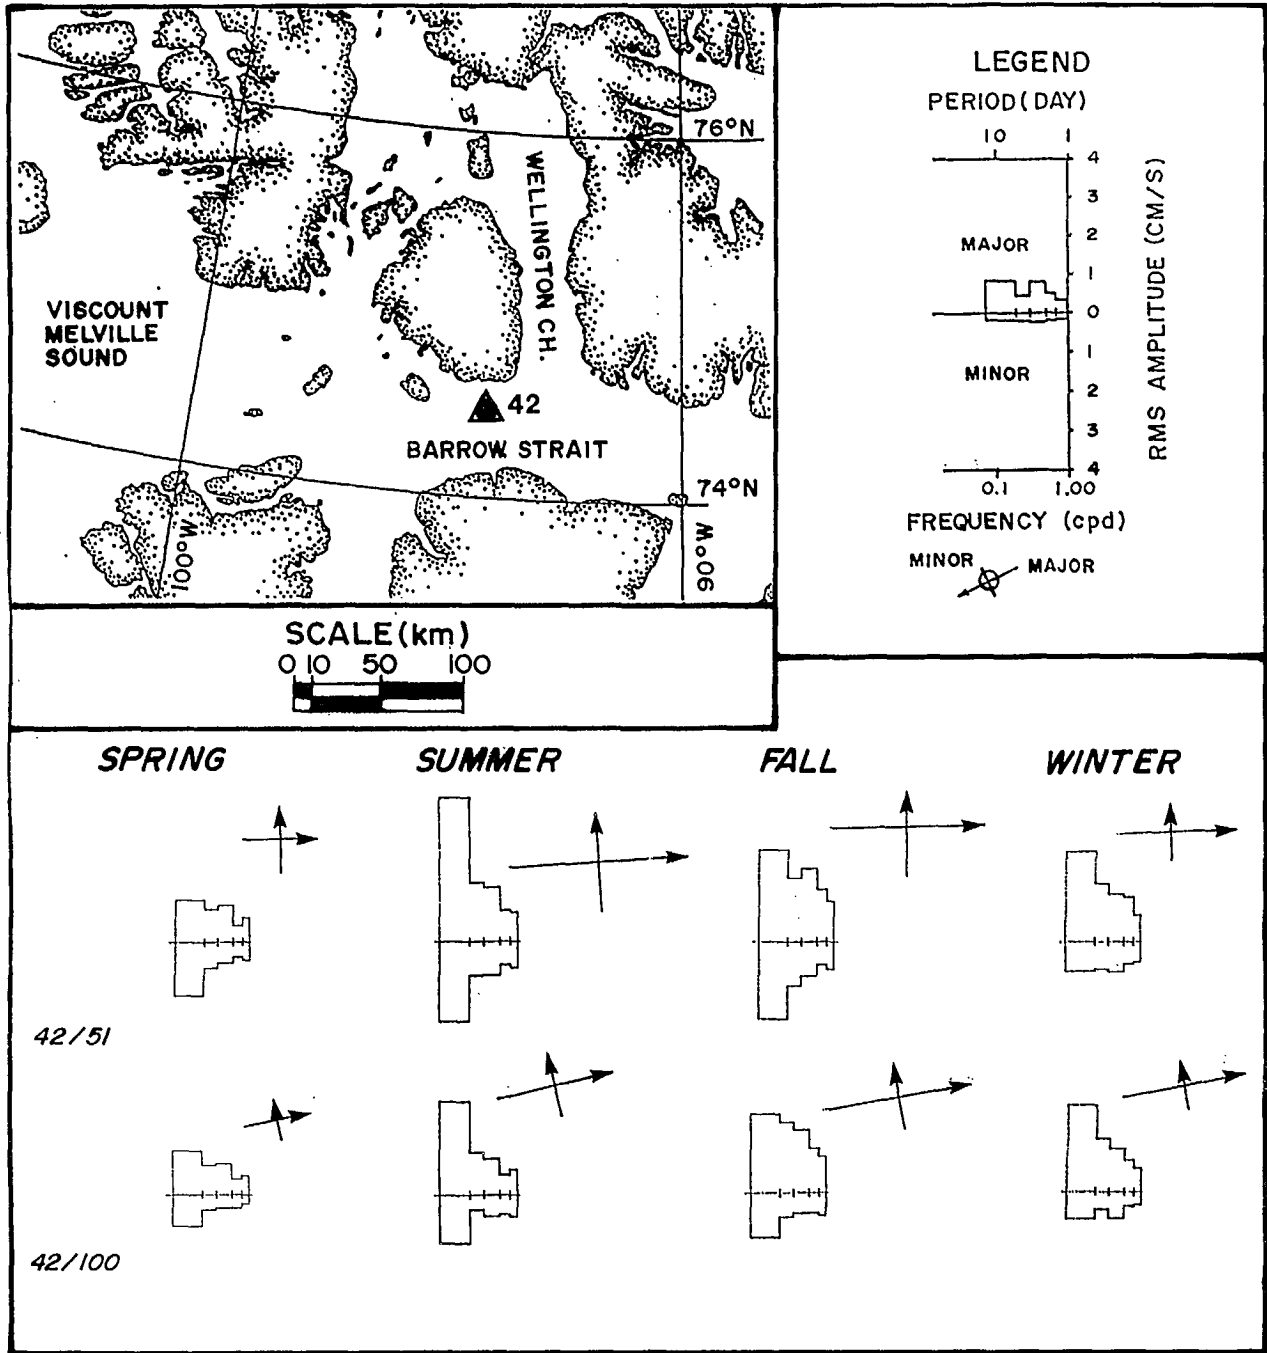 76°N
WELLINGTON CH.
VISCOUNT
MELVILLE
SOUND
42
BARROW STRAIT
74°N
100°W
90°W
SCALE (km)
0 10 50 100
LEGEND
PERIOD (DAY)
10 1
4
3
2
MAJOR
1
0
1
MINOR
2
3
4
RMS AMPLITUDE (CM/S)
0.1 1.00
FREQUENCY (cpd)
MINOR MAJOR
SPRING SUMMER FALL WINTER
42/51
42/100